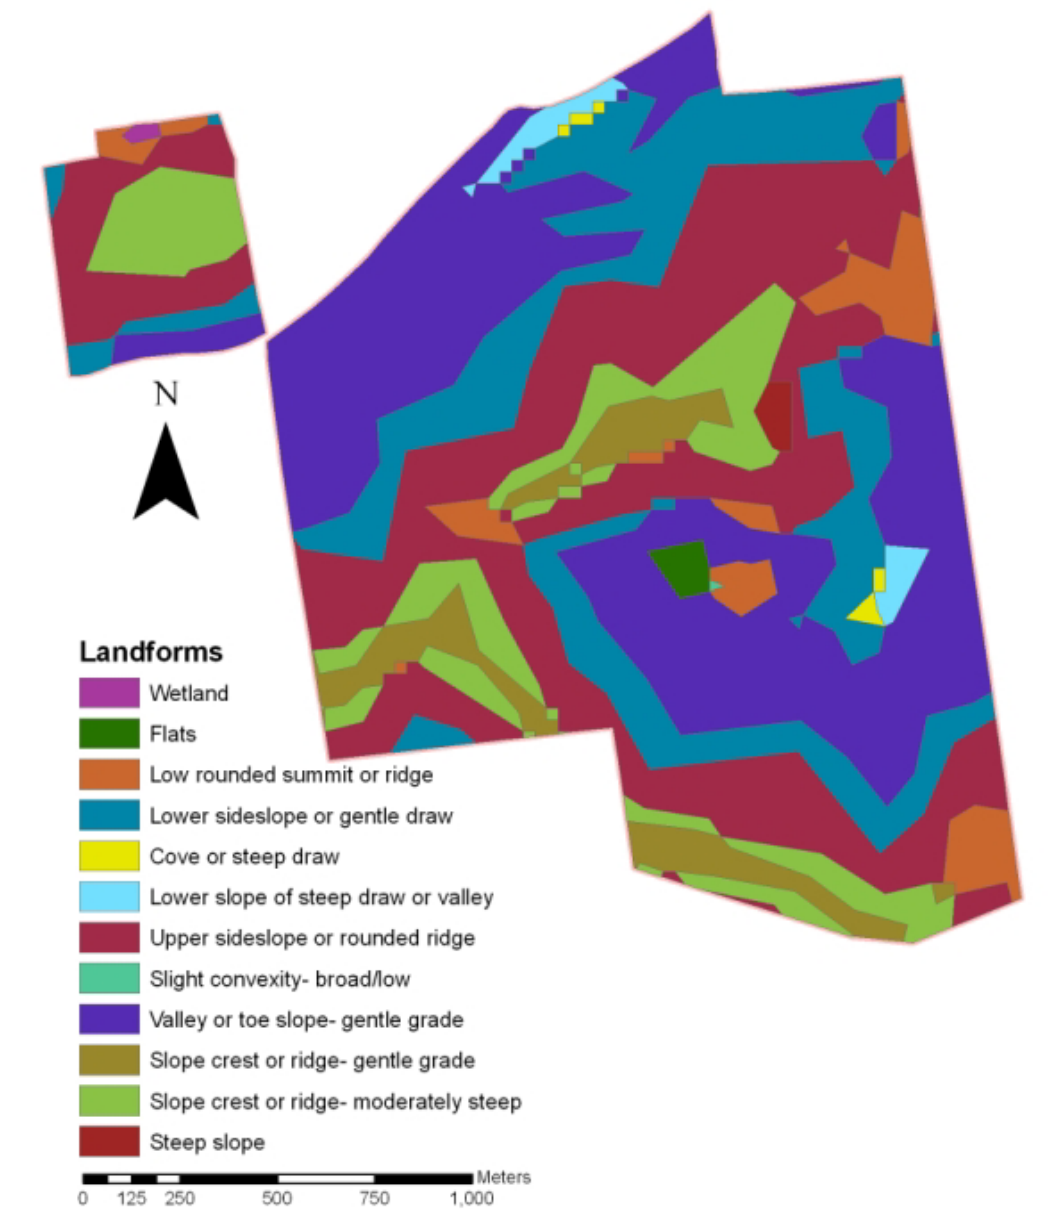 N
Landforms
Wetland
Flats
Low rounded summit or ridge
Lower sideslope or gentle draw
Cove or steep draw
Lower slope of steep draw or valley
Upper sideslope or rounded ridge
Slight convexity- broad/low
Valley or toe slope- gentle grade
Slope crest or ridge- gentle grade
Slope crest or ridge- moderately steep
Steep slope
Meters
0 125 250 500 750 1,000